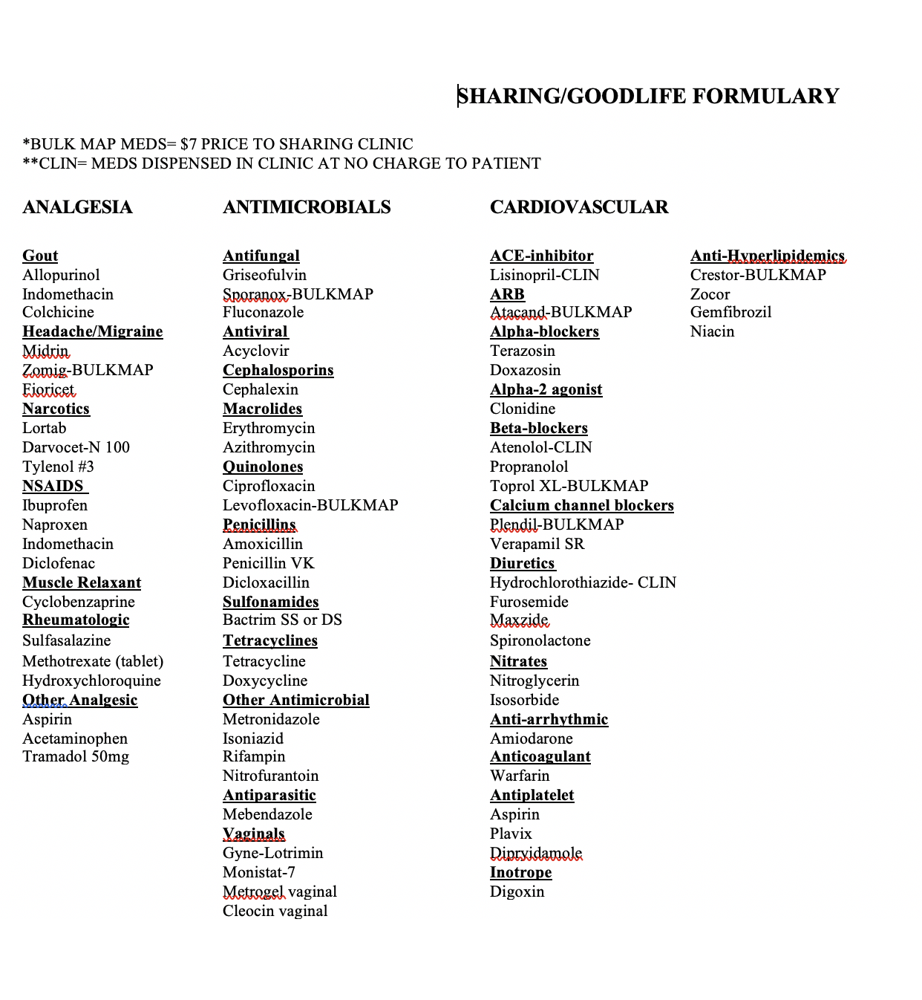 SHARING/GOODLIFE FORMULARY
*BULK MAP MEDS= $7 PRICE TO SHARING CLINIC
**CLIN= MEDS DISPENSED IN CLINIC AT NO CHARGE TO PATIENT
ANALGESIA
Gout
Allopurinol
Indomethacin
Colchicine
Headache/Migraine
Midrin
Zomig-BULKMAP
Fioricet
Narcotics
Lortab
Darvocet-N 100
Tylenol #3
NSAIDS
Ibuprofen
Naproxen
Indomethacin
Diclofenac
Muscle Relaxant
Cyclobenzaprine
Rheumatologic
Sulfasalazine
Methotrexate (tablet)
Hydroxychloroquine
Other Analgesic
Aspirin
Acetaminophen
Tramadol 50mg
ANTIMICROBIALS
Antifungal
Griseofulvin
Sporanox-BULKMAP
Fluconazole
Antiviral
Acyclovir
Cephalosporins
Cephalexin
Macrolides
Erythromycin
Azithromycin
Quinolones
Ciprofloxacin
Levofloxacin-BULKMAP
Penicillins
Amoxicillin
Penicillin VK
Dicloxacillin
Sulfonamides
Bactrim SS or DS
Tetracyclines
Tetracycline
Doxycycline
Other Antimicrobial
Metronidazole
Isoniazid
Rifampin
Nitrofurantoin
Antiparasitic
Mebendazole
Vaginals
Gyne-Lotrimin
Monistat-7
Metrogel vaginal
Cleocin vaginal
CARDIOVASCULAR
ACE-inhibitor
Lisinopril-CLIN
ARB
Atacand-BULKMAP
Alpha-blockers
Terazosin
Doxazosin
Alpha-2 agonist
Clonidine
Beta-blockers
Atenolol-CLIN
Propranolol
Toprol XL-BULKMAP
Calcium channel blockers
Plendil-BULKMAP
Verapamil SR
Diuretics
Hydrochlorothiazide- CLIN
Furosemide
Maxzide
Spironolactone
Nitrates
Nitroglycerin
Isosorbide
Anti-arrhythmic
Amiodarone
Anticoagulant
Warfarin
Antiplatelet
Aspirin
Plavix
Dipryidamole
Inotrope
Digoxin
Anti-Hyperlipidemics
Crestor-BULKMAP
Zocor
Gemfibrozil
Niacin